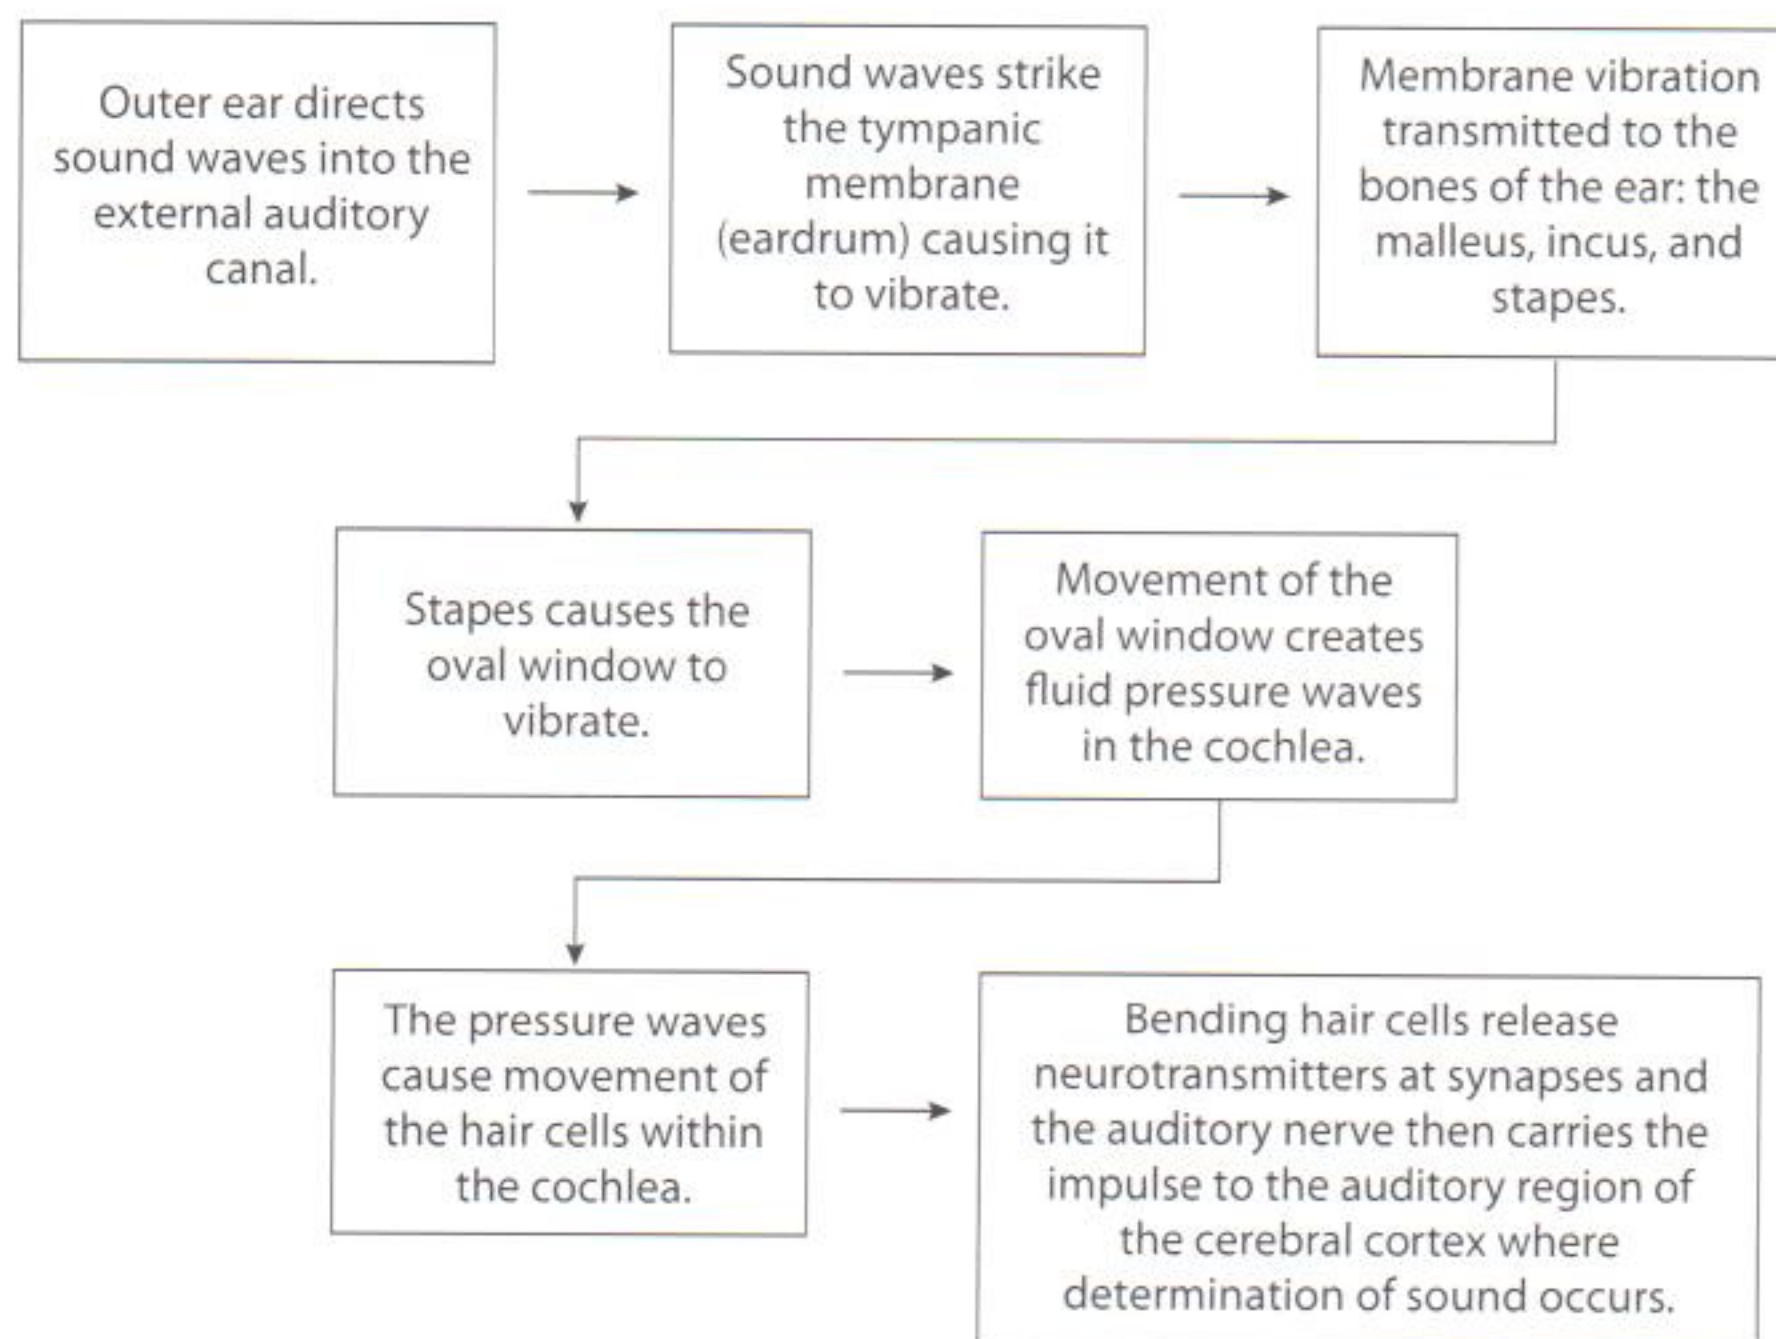 Outer ear directs
sound waves into the
external auditory
canal.
Sound waves strike
the tympanic
membrane
(eardrum) causing it
to vibrate.
Membrane vibration
transmitted to the
bones of the ear: the
malleus, incus, and
stapes.
Stapes causes the
oval window to
vibrate.
Movement of the
oval window creates
fluid pressure waves
in the cochlea.
The pressure waves
cause movement of
the hair cells within
the cochlea.
Bending hair cells release
neurotransmitters at synapses and
the auditory nerve then carries the
impulse to the auditory region of
the cerebral cortex where
determination of sound occurs.